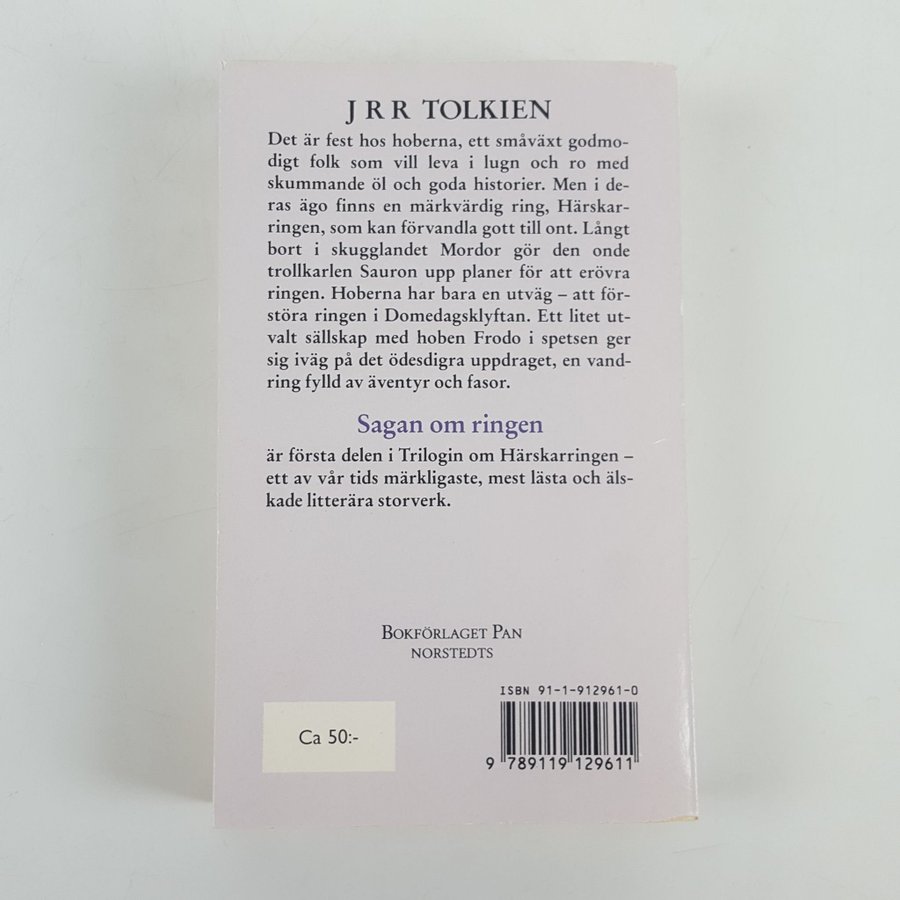 J R R TOLKIEN
Det är fest hos hoberna, ett småväxt godmo-
digt folk som vill leva i lugn och ro med
skummande öl och goda historier. Men i de-
ras ägo finns en märkvärdig ring, Härskar-
ringen, som kan förvandla gott till ont. Långt
bort i skugglandet Mordor gör den onde
trollkarlen Sauron upp planer för att erövra
ringen. Hoberna har bara en utväg – att för-
störa ringen i Domedagsklyftan. Ett litet ut-
valt sällskap med hoben Frodo i spetsen ger
sig iväg på det ödesdigra uppdraget, en vand-
ring fylld av äventyr och fasor.
Sagan om ringen
är första delen i Trilogin om Härskarringen –
ett av vår tids märkligaste, mest lästa och äls-
kade litterära storverk.
BOKFÖRLAGET PAN
NORSTEDTS
ISBN 91-1-912961-0
Ca 50:-
9 789119 129611